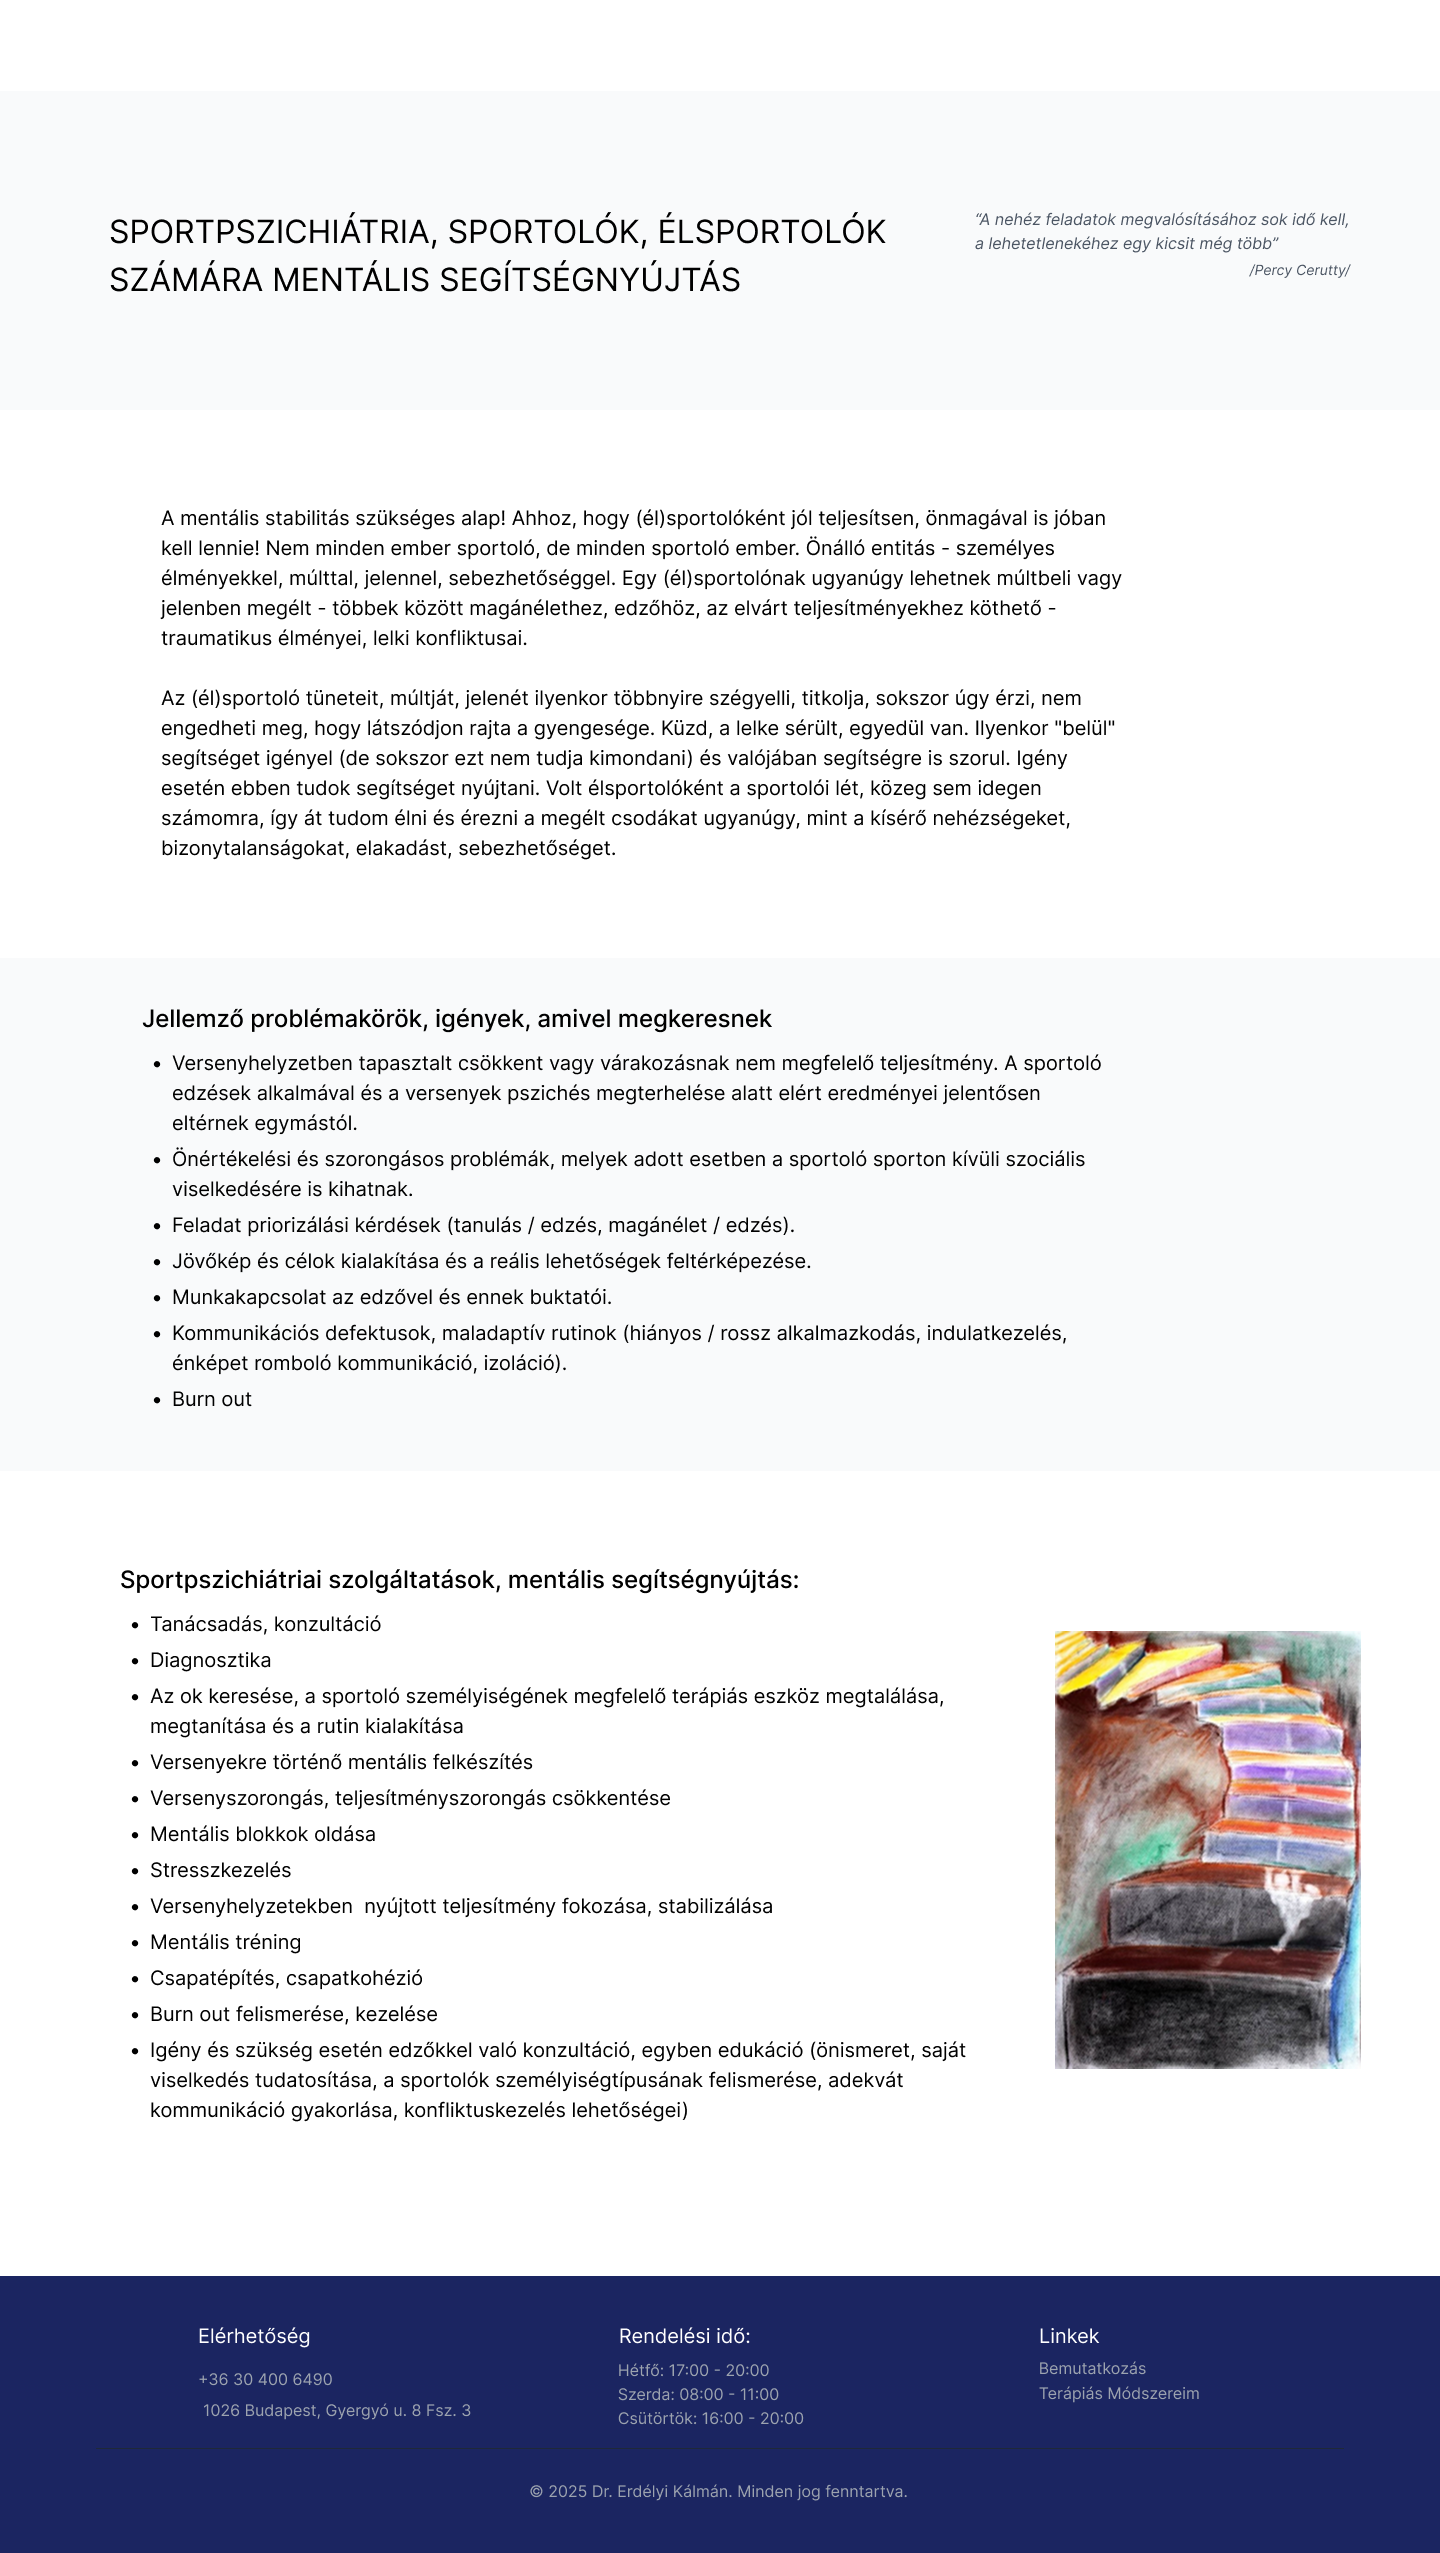 SPORTPSZICHIÁTRIA, SPORTOLÓK, ÉLSPORTOLÓK
SZÁMÁRA MENTÁLIS SEGÍTSÉGNYÚJTÁS
“A nehéz feladatok megvalósításához sok idő kell,
a lehetetlenekéhez egy kicsit még több”
/Percy Cerutty/
A mentális stabilitás szükséges alap! Ahhoz, hogy (él)sportolóként jól teljesítsen, önmagával is jóban
kell lennie! Nem minden ember sportoló, de minden sportoló ember. Önálló entitás - személyes
élményekkel, múlttal, jelennel, sebezhetőséggel. Egy (él)sportolónak ugyanúgy lehetnek múltbeli vagy
jelenben megélt - többek között magánélethez, edzőhöz, az elvárt teljesítményekhez köthető -
traumatikus élményei, lelki konfliktusai.
Az (él)sportoló tüneteit, múltját, jelenét ilyenkor többnyire szégyelli, titkolja, sokszor úgy érzi, nem
engedheti meg, hogy látszódjon rajta a gyengesége. Küzd, a lelke sérült, egyedül van. Ilyenkor "belül"
segítséget igényel (de sokszor ezt nem tudja kimondani) és valójában segítségre is szorul. Igény
esetén ebben tudok segítséget nyújtani. Volt élsportolóként a sportolói lét, közeg sem idegen
számomra, így át tudom élni és érezni a megélt csodákat ugyanúgy, mint a kísérő nehézségeket,
bizonytalanságokat, elakadást, sebezhetőséget.
Jellemző problémakörök, igények, amivel megkeresnek
• Versenyhelyzetben tapasztalt csökkent vagy várakozásnak nem megfelelő teljesítmény. A sportoló
edzések alkalmával és a versenyek pszichés megterhelése alatt elért eredményei jelentősen
eltérnek egymástól.
• Önértékelési és szorongásos problémák, melyek adott esetben a sportoló sporton kívüli szociális
viselkedésére is kihatnak.
• Feladat priorizálási kérdések (tanulás / edzés, magánélet / edzés).
• Jövőkép és célok kialakítása és a reális lehetőségek feltérképezése.
• Munkakapcsolat az edzővel és ennek buktatói.
• Kommunikációs defektusok, maladaptív rutinok (hiányos / rossz alkalmazkodás, indulatkezelés,
énképet romboló kommunikáció, izoláció).
• Burn out
Sportpszichiátriai szolgáltatások, mentális segítségnyújtás:
• Tanácsadás, konzultáció
• Diagnosztika
• Az ok keresése, a sportoló személyiségének megfelelő terápiás eszköz megtalálása,
megtanítása és a rutin kialakítása
• Versenyekre történő mentális felkészítés
• Versenyszorongás, teljesítményszorongás csökkentése
• Mentális blokkok oldása
• Stresszkezelés
• Versenyhelyzetekben  nyújtott teljesítmény fokozása, stabilizálása
• Mentális tréning
• Csapatépítés, csapatkohézió
• Burn out felismerése, kezelése
• Igény és szükség esetén edzőkkel való konzultáció, egyben edukáció (önismeret, saját
viselkedés tudatosítása, a sportolók személyiségtípusának felismerése, adekvát
kommunikáció gyakorlása, konfliktuskezelés lehetőségei)
Elérhetőség
+36 30 400 6490
1026 Budapest, Gyergyó u. 8 Fsz. 3
Rendelési idő:
Hétfő: 17:00 - 20:00
Szerda: 08:00 - 11:00
Csütörtök: 16:00 - 20:00
Linkek
Bemutatkozás
Terápiás Módszereim
© 2025 Dr. Erdélyi Kálmán. Minden jog fenntartva.